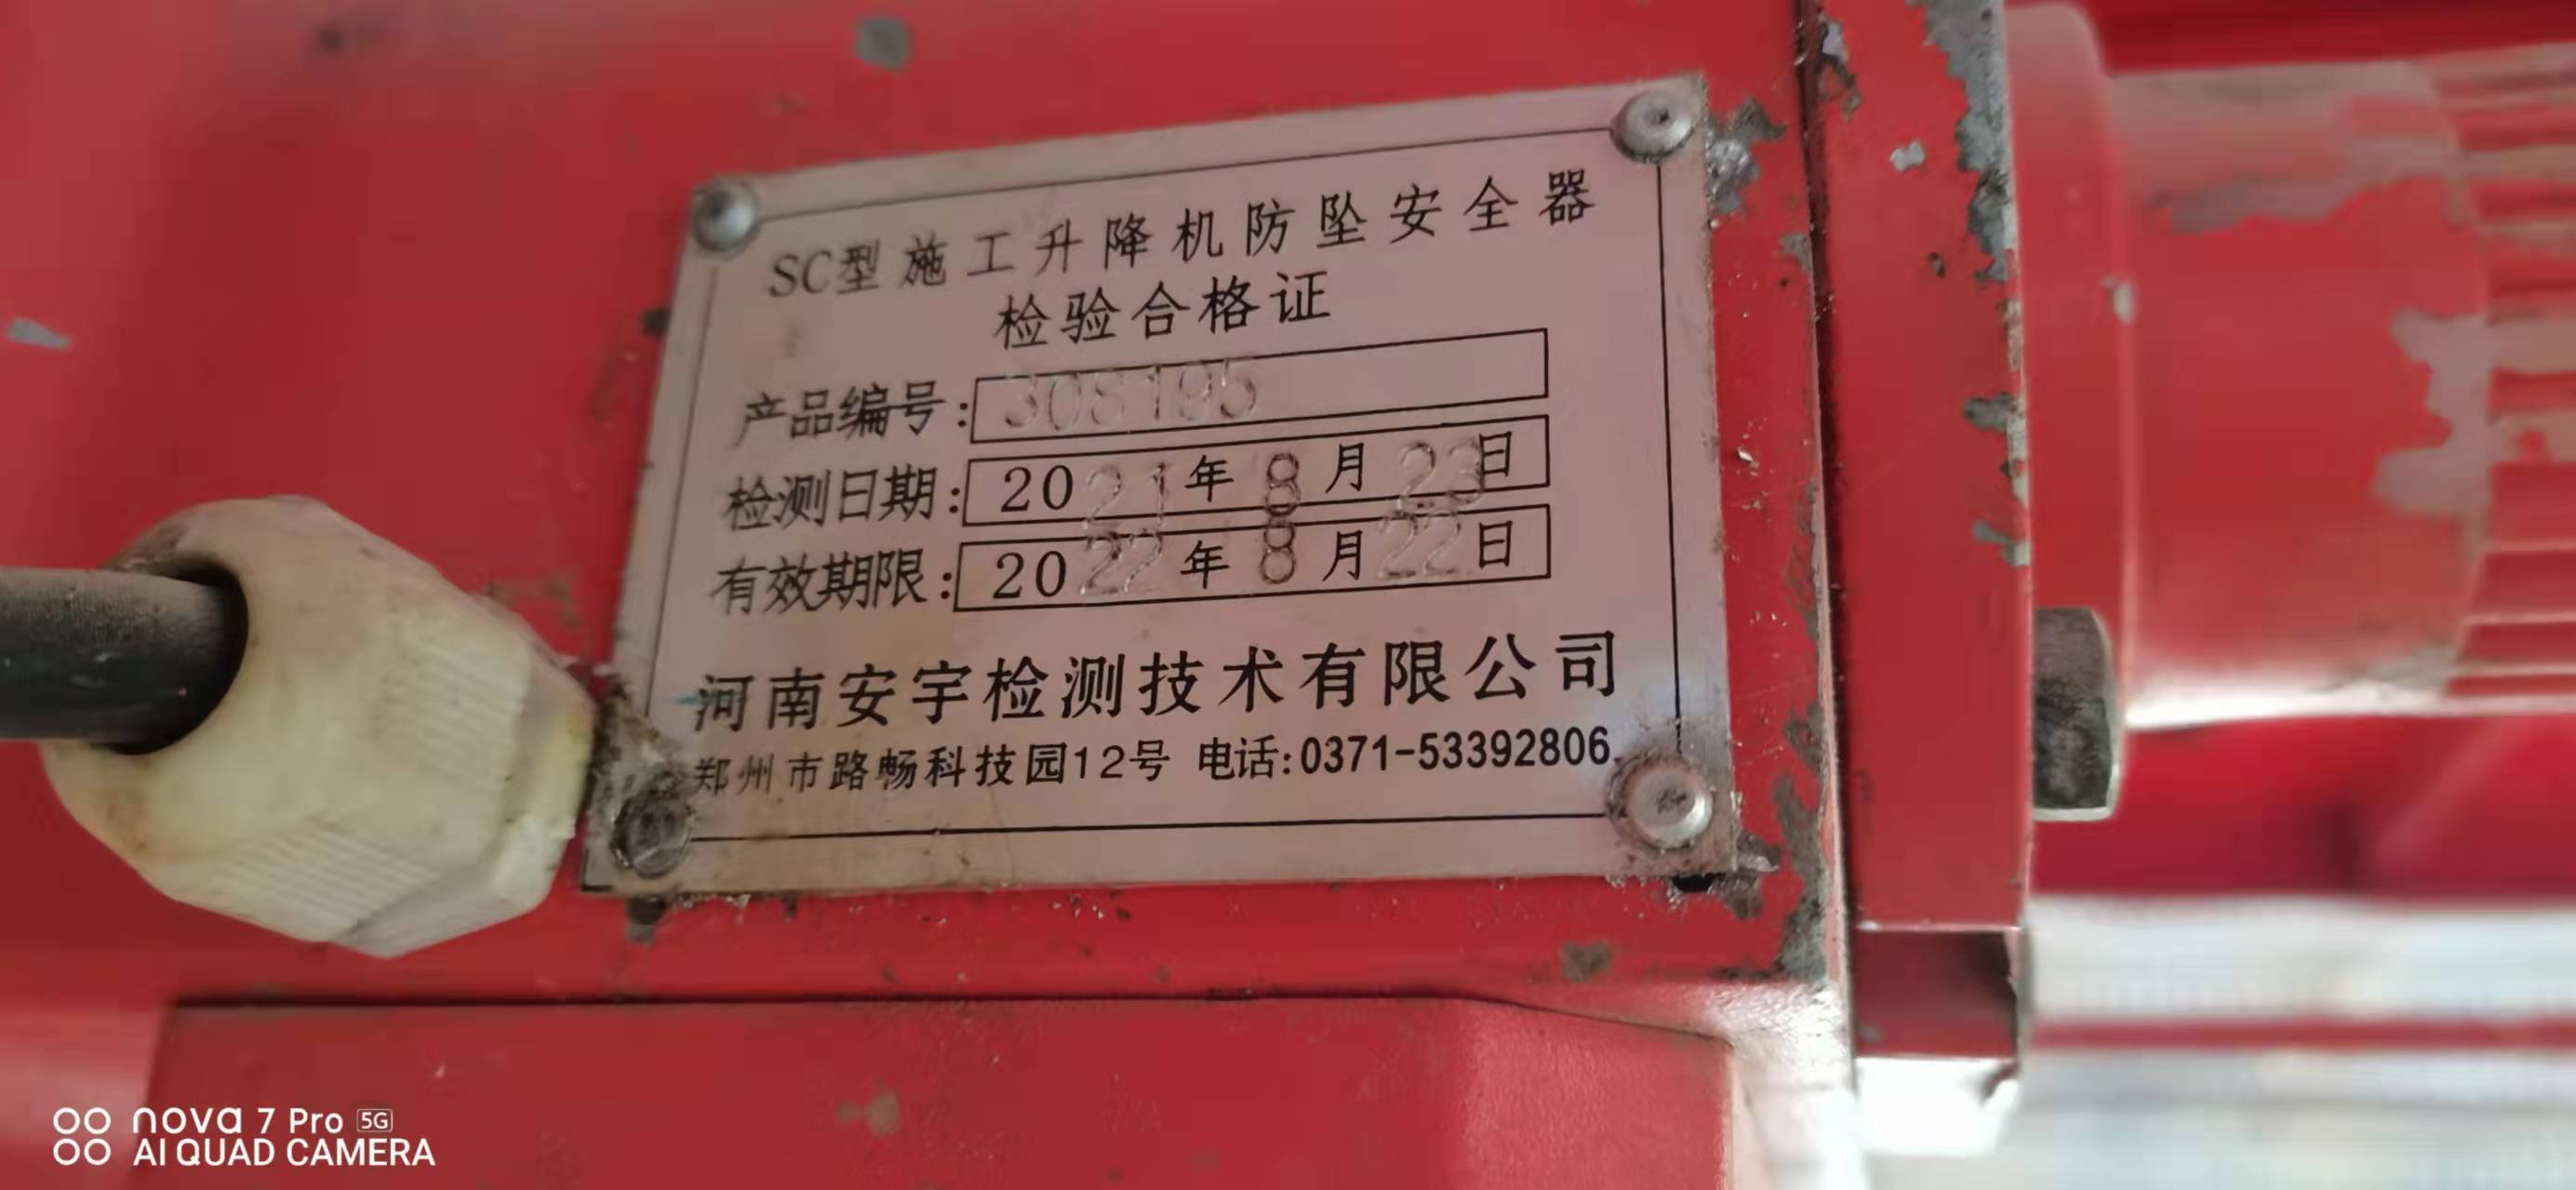 SC型施工升降机防坠安全器
检验合格证
产品编号: 308195
检测日期: 2021年8月23日
有效期限: 2022年8月22日
河南安宇检测技术有限公司
郑州市路畅科技园12号 电话:0371-53392806
nova 7 Pro 5G
AI QUAD CAMERA